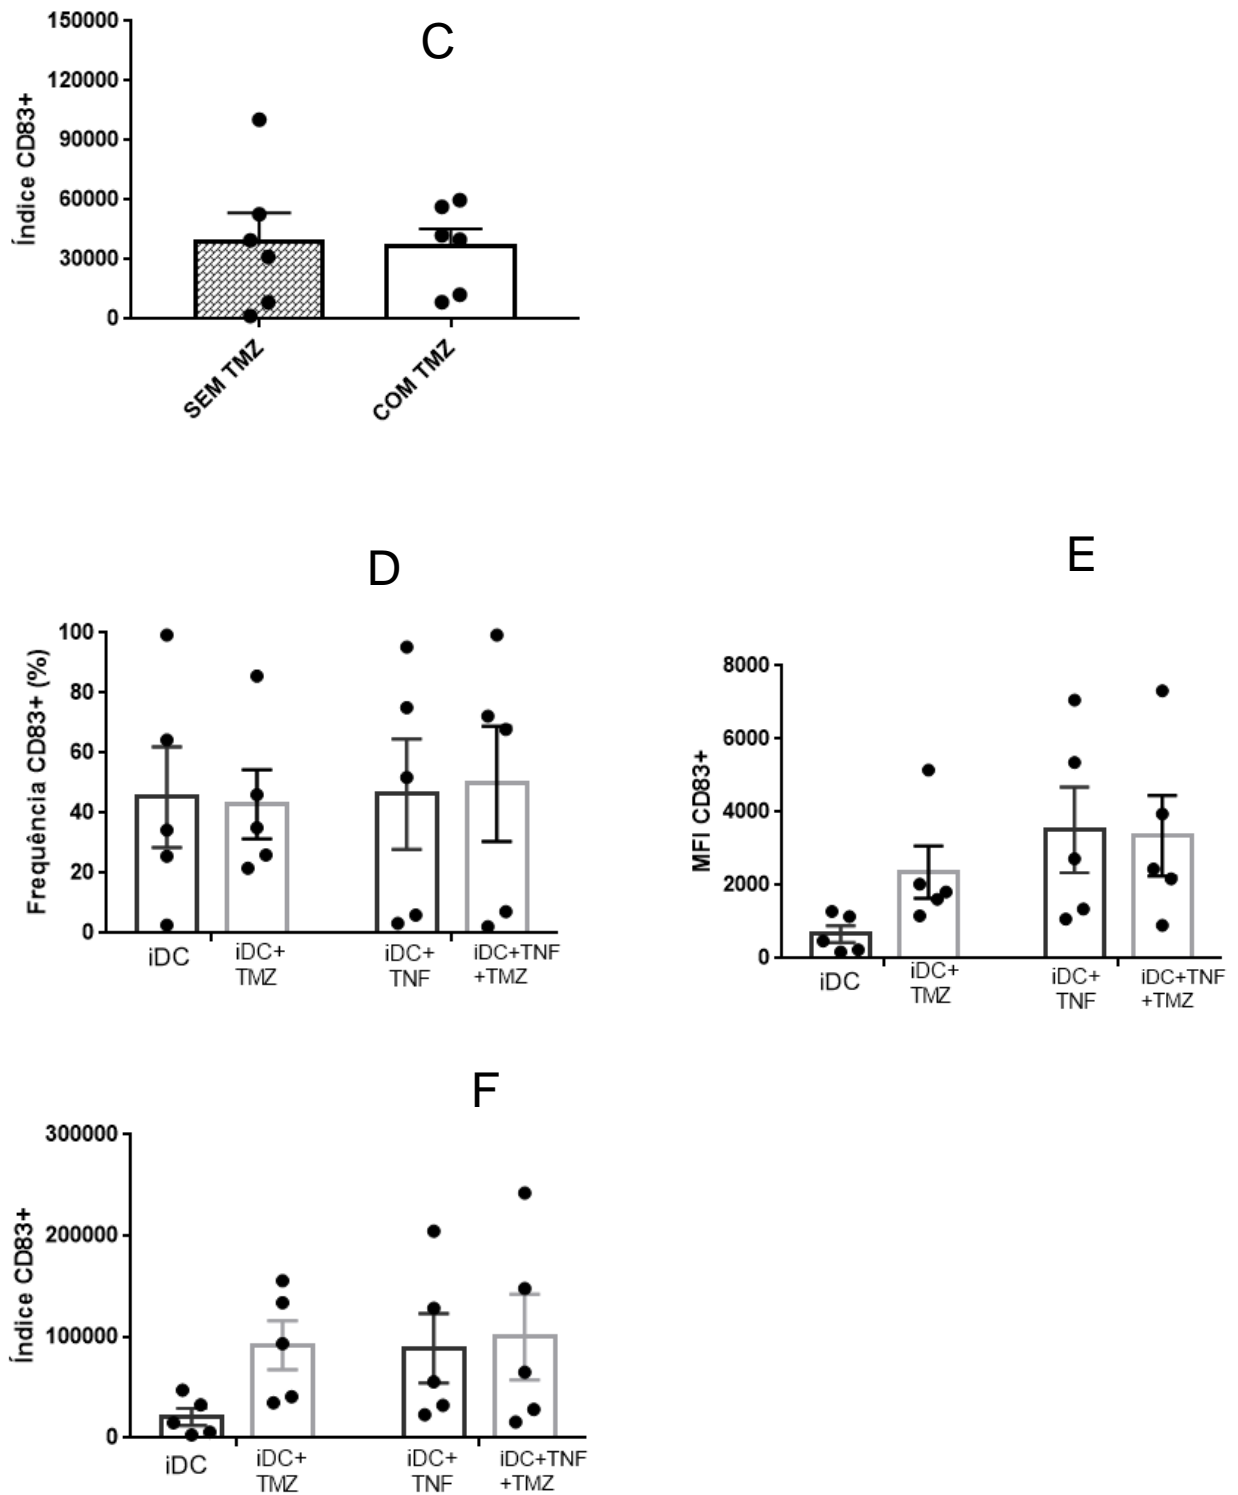 C
Índice CD83+
150000
120000
90000
60000
30000
0
SEM TMZ
COM TMZ
D
Frequência CD83+ (%)
100
80
60
40
20
0
iDC
iDC+
TMZ
iDC+
TNF
iDC+TNF
+TMZ
E
MFI CD83+
8000
6000
4000
2000
0
iDC
iDC+
TMZ
iDC+
TNF
iDC+TNF
+TMZ
F
Índice CD83+
300000
200000
100000
0
iDC
iDC+
TMZ
iDC+
TNF
iDC+TNF
+TMZ